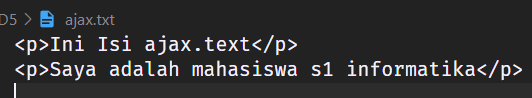 D5 > ajax.txt
<p>Ini Isi ajax.text</p>
<p>Saya adalah mahasiswa s1 informatika</p>